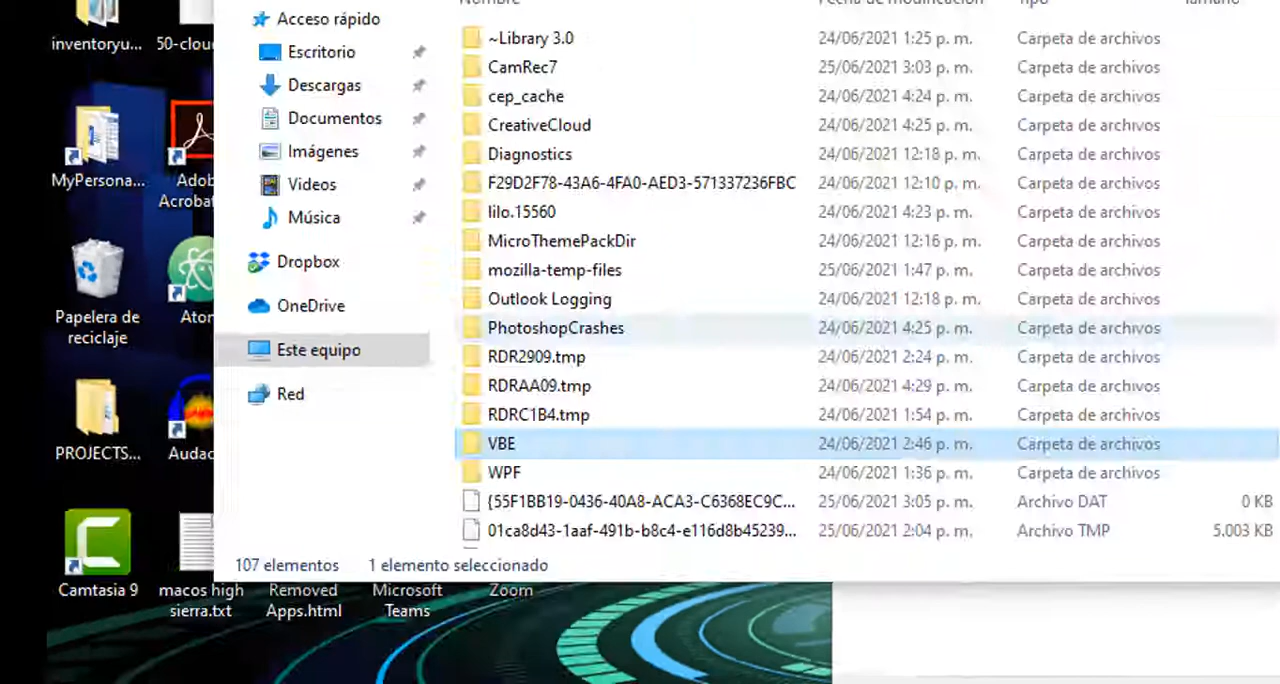 Nombre Fecha de modificación Tipo Tamaño
inventoryu... 50-clou
MyPersona... Adob
Acrobat
Papelera de
reciclaje
Atom
PROJECTS... Audac
Camtasia 9
macos high
sierra.txt
Removed
Apps.html
Microsoft
Teams
Zoom
Acceso rápido
Escritorio
Descargas
Documentos
Imágenes
Videos
Música
Dropbox
OneDrive
Este equipo
Red
~Library 3.0 24/06/2021 1:25 p. m. Carpeta de archivos
CamRec7 25/06/2021 3:03 p. m. Carpeta de archivos
cep_cache 24/06/2021 4:24 p. m. Carpeta de archivos
CreativeCloud 24/06/2021 4:25 p. m. Carpeta de archivos
Diagnostics 24/06/2021 12:18 p. m. Carpeta de archivos
F29D2F78-43A6-4FA0-AED3-571337236FBC 24/06/2021 12:10 p. m. Carpeta de archivos
lilo.15560 24/06/2021 4:23 p. m. Carpeta de archivos
MicroThemePackDir 24/06/2021 12:16 p. m. Carpeta de archivos
mozilla-temp-files 25/06/2021 1:47 p. m. Carpeta de archivos
Outlook Logging 24/06/2021 12:18 p. m. Carpeta de archivos
PhotoshopCrashes 24/06/2021 4:25 p. m. Carpeta de archivos
RDR2909.tmp 24/06/2021 2:24 p. m. Carpeta de archivos
RDRAA09.tmp 24/06/2021 4:29 p. m. Carpeta de archivos
RDRC1B4.tmp 24/06/2021 1:54 p. m. Carpeta de archivos
VBE 24/06/2021 2:46 p. m. Carpeta de archivos
WPF 24/06/2021 1:36 p. m. Carpeta de archivos
{55F1BB19-0436-40A8-ACA3-C6368EC9C... 25/06/2021 3:05 p. m. Archivo DAT 0 KB
01ca8d43-1aaf-491b-b8c4-e116d8b45239... 25/06/2021 2:04 p. m. Archivo TMP 5.003 KB
107 elementos 1 elemento seleccionado